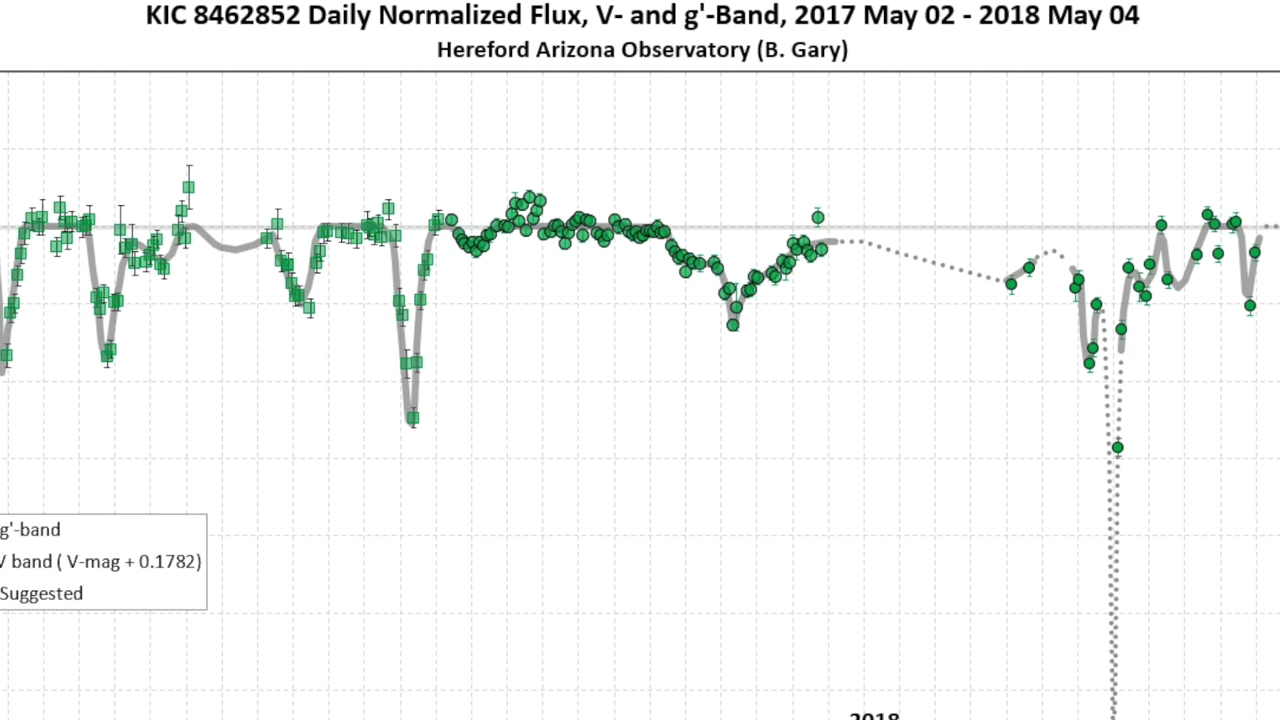 KIC 8462852 Daily Normalized Flux, V- and g'-Band, 2017 May 02 - 2018 May 04
Hereford Arizona Observatory (B. Gary)
g'-band
V band ( V-mag + 0.1782)
Suggested
2018